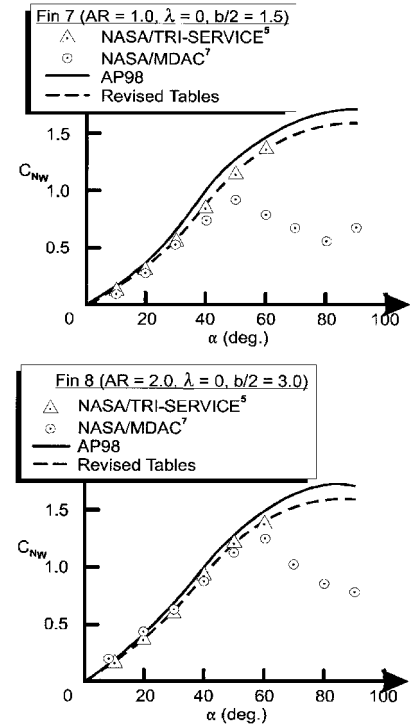 Fin 7 (AR = 1.0, λ = 0, b/2 = 1.5)
NASA/TRI-SERVICE⁵
NASA/MDAC⁷
AP98
Revised Tables
1.5
C_NW
1.0
0.5
0
0 20 40 60 80 100
α (deg.)
Fin 8 (AR = 2.0, λ = 0, b/2 = 3.0)
NASA/TRI-SERVICE⁵
NASA/MDAC⁷
AP98
Revised Tables
1.5
C_NW
1.0
0.5
0
20 40 60 80 100
α (deg.)